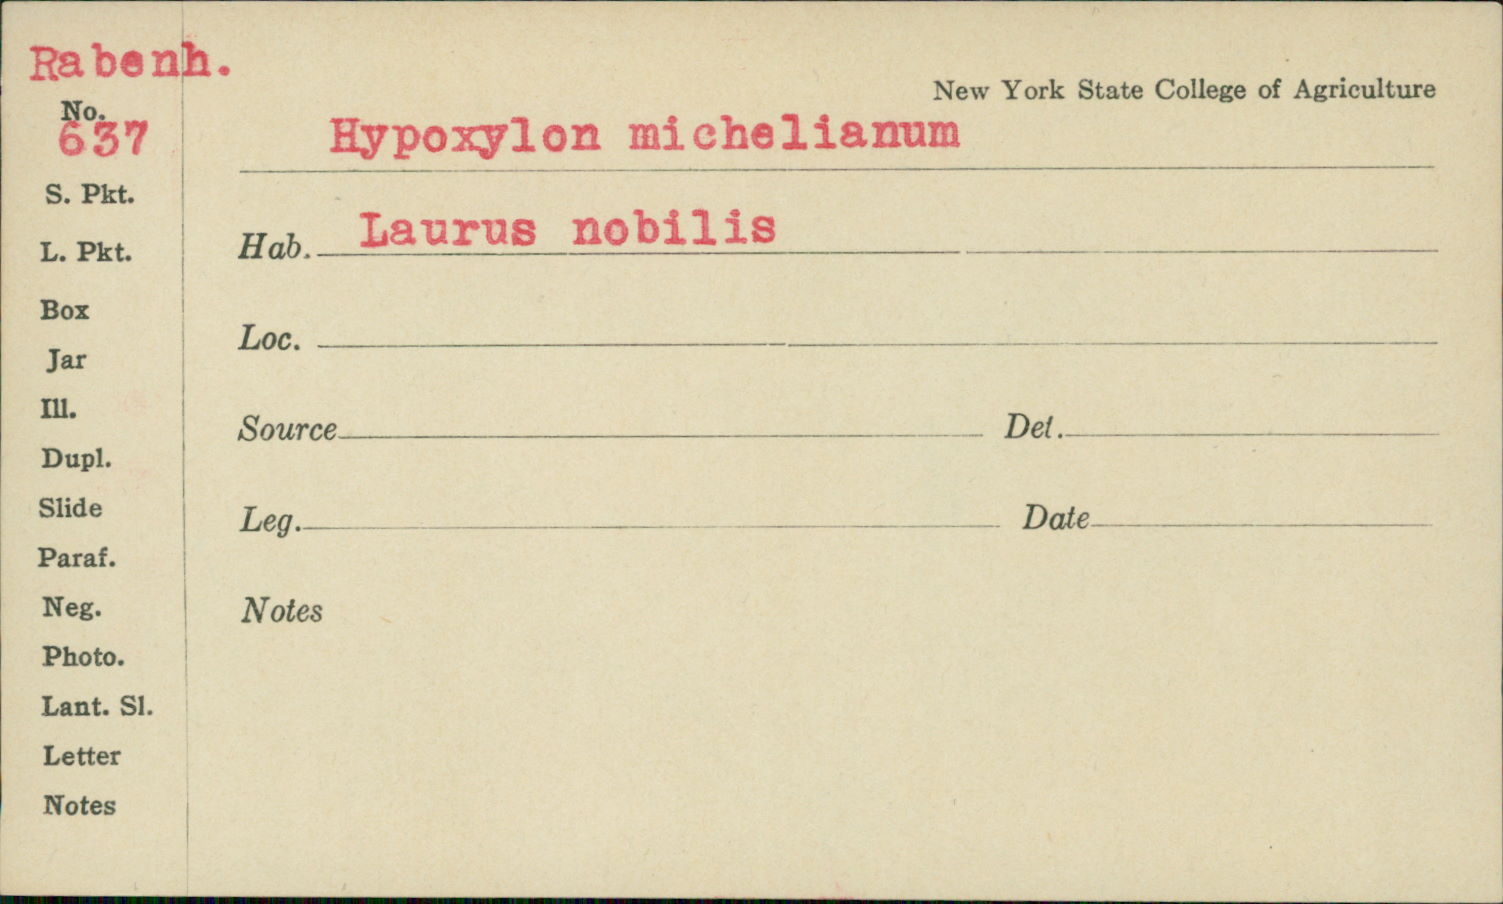 Rabenh.
No.
637
S. Pkt.
L. Pkt.
Box
Jar
Ill.
Dupl.
Slide
Paraf.
Neg.
Photo.
Lant. Sl.
Letter
Notes
New York State College of Agriculture
Hypoxylon michelianum
Hab. Laurus nobilis
Loc.
Source Det.
Leg. Date
Notes